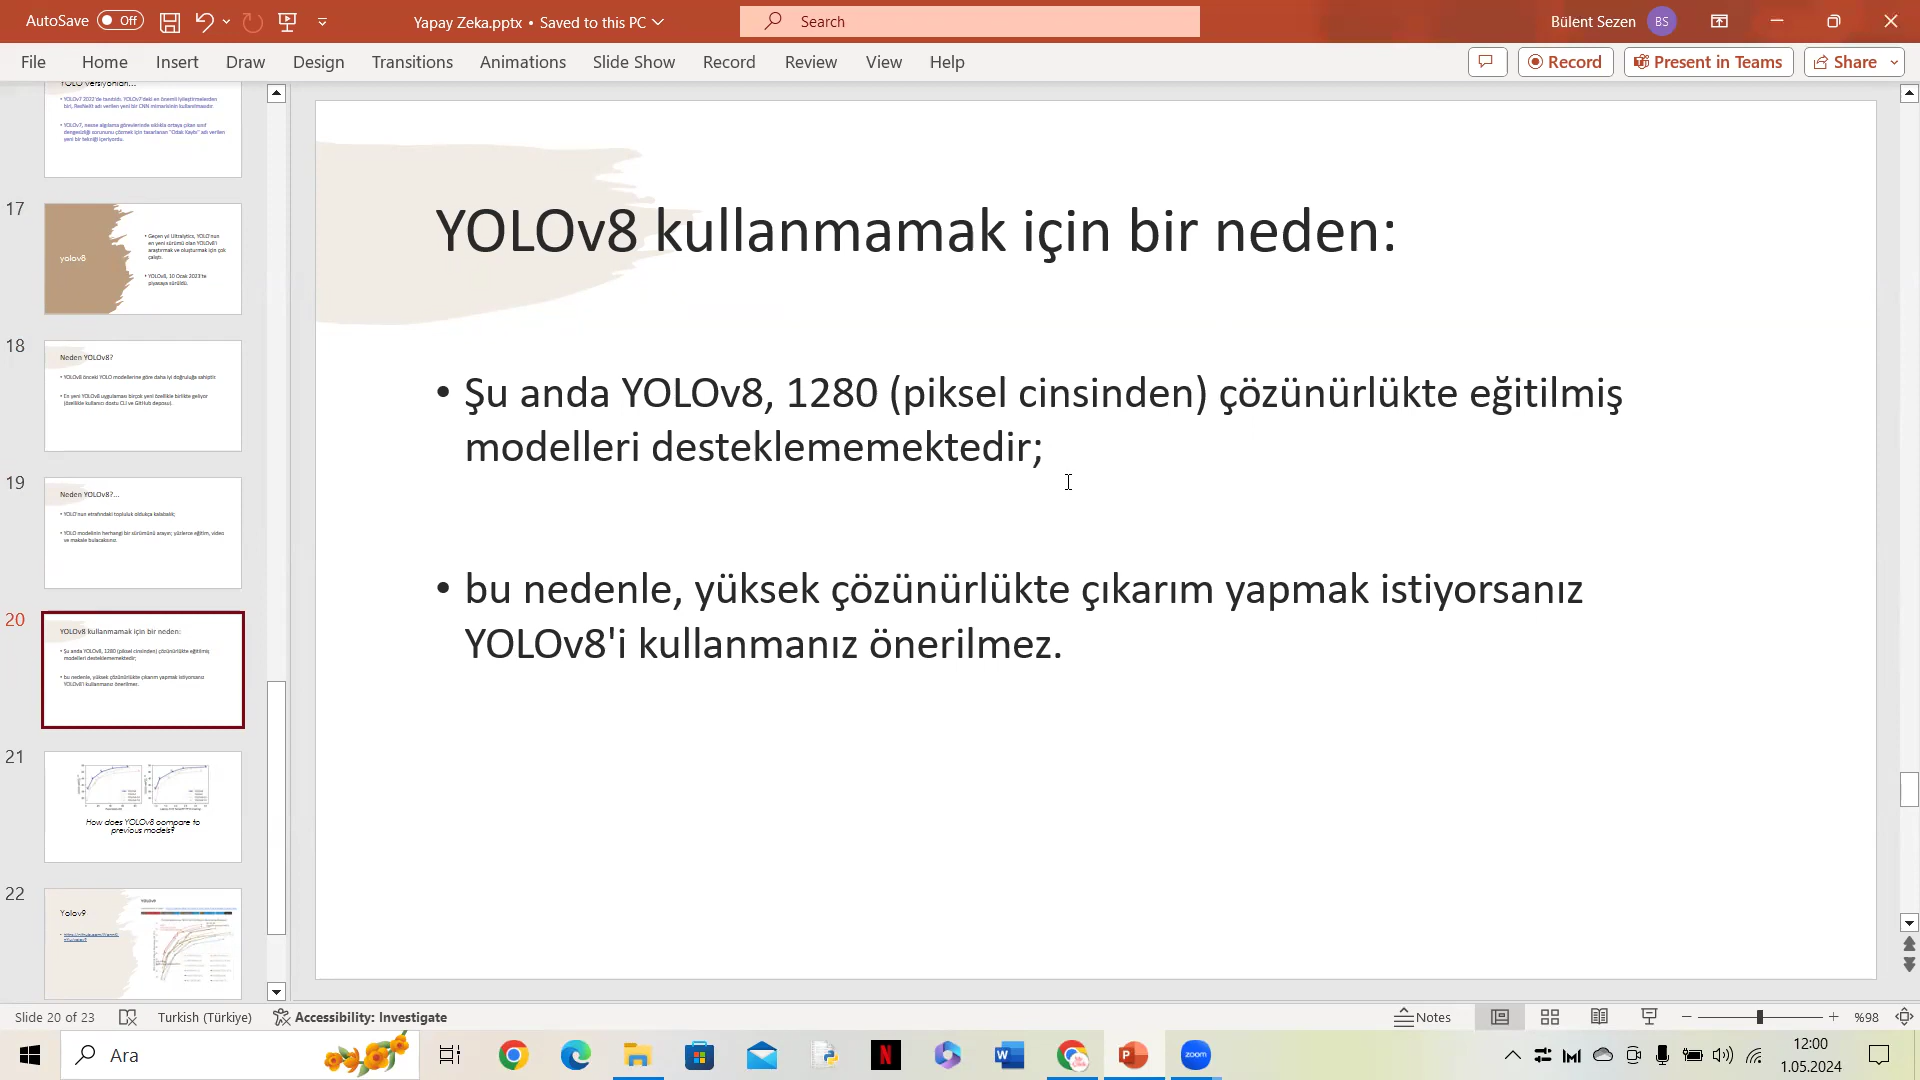 AutoSave Off Yapay Zeka.pptx • Saved to this PC Search Bülent Sezen BS
File Home Insert Draw Design Transitions Animations Slide Show Record Review View Help Record Present in Teams Share
YOLO versiyonları...
17
yolov8
• Geçen yıl Ultralytics, YOLO'nun
en yeni sürümü olan YOLOv8'i
araştırmak ve oluşturmak için çok
çalıştı.
• YOLOv8, 10 Ocak 2023'te
piyasaya sürüldü.
18
Neden YOLOv8?
• YOLOv8 önceki YOLO modellerine göre daha iyi doğruluğa sahiptir.
• En yeni YOLOv8 uygulaması birçok yeni özellikle birlikte geliyor
(özellikle kullanıcı dostu CLI ve GitHub deposu).
19
Neden YOLOv8?...
• YOLO'nun etrafındaki topluluk oldukça kalabalık;
• YOLO modelinin herhangi bir sürümünü arayın; yüzlerce eğitim, video
ve makale bulacaksınız.
20
YOLOv8 kullanmamak için bir neden:
• Şu anda YOLOv8, 1280 (piksel cinsinden) çözünürlükte eğitilmiş
modelleri desteklememektedir;
• bu nedenle, yüksek çözünürlükte çıkarım yapmak istiyorsanız
YOLOv8'i kullanmanız önerilmez.
21
How does YOLOv8 compare to
previous models?
22
Yolov9
YOLOv8 kullanmamak için bir neden:
• Şu anda YOLOv8, 1280 (piksel cinsinden) çözünürlükte eğitilmiş
modelleri desteklememektedir;
• bu nedenle, yüksek çözünürlükte çıkarım yapmak istiyorsanız
YOLOv8'i kullanmanız önerilmez.
Slide 20 of 23 Turkish (Türkiye) Accessibility: Investigate Notes %98
Ara zoom 12:00
1.05.2024